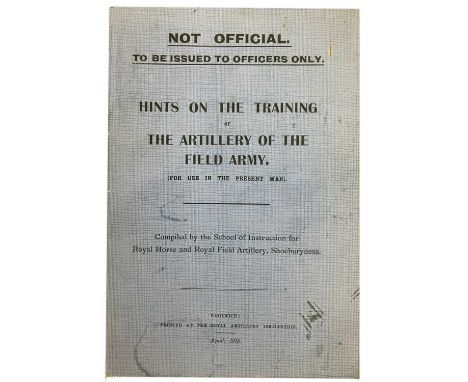 NOT OFFICIAL.
TO BE ISSUED TO OFFICERS ONLY.
HINTS ON THE TRAINING
OF
THE ARTILLERY OF THE
FIELD ARMY.
(FOR USE IN THE PRESENT WAR).
Compiled by the School of Instruction for
Royal Horse and Royal Field Artillery, Shoeburyness.
WOOLWICH:
PRINTED AT THE ROYAL ARTILLERY INSTITUTION.
April, 1915.